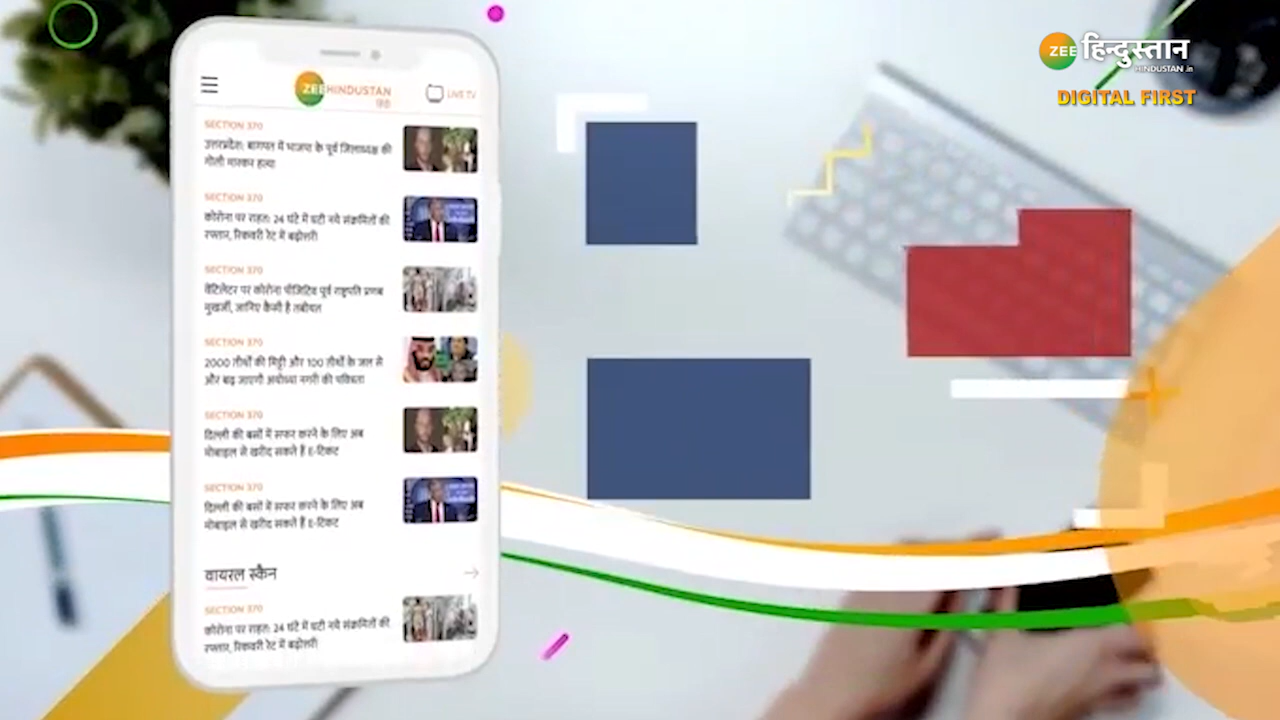 ZEE हिन्दुस्तान
HINDUSTAN.in
DIGITAL FIRST
ZEE HINDUSTAN
हिंदी
LIVE TV
SECTION 370
उत्तरप्रदेश: बागपत में भाजपा के पूर्व जिलाध्यक्ष की
गोली मारकर हत्या
SECTION 370
कोरोना पर राहत: 24 घंटे में घटी नये संक्रमितों की
रफ्तार, रिकवरी रेट में बढ़ोत्तरी
SECTION 370
वेंटिलेटर पर कोरोना पॉजिटिव पूर्व राष्ट्रपति प्रणब
मुखर्जी, जानिए कैसी है तबीयत
SECTION 370
2000 तीर्थों की मिट्टी और 100 तीर्थों के जल से
और बढ़ जाएगी अयोध्या नगरी की पवित्रता
SECTION 370
दिल्ली की बसों में सफर करने के लिए अब
मोबाइल से खरीद सकते हैं E-टिकट
SECTION 370
दिल्ली की बसों में सफर करने के लिए अब
मोबाइल से खरीद सकते हैं E-टिकट
वायरल स्कैन
SECTION 370
कोरोना पर राहत: 24 घंटे में घटी नये संक्रमितों की
रफ्तार, रिकवरी रेट में बढ़ोत्तरी